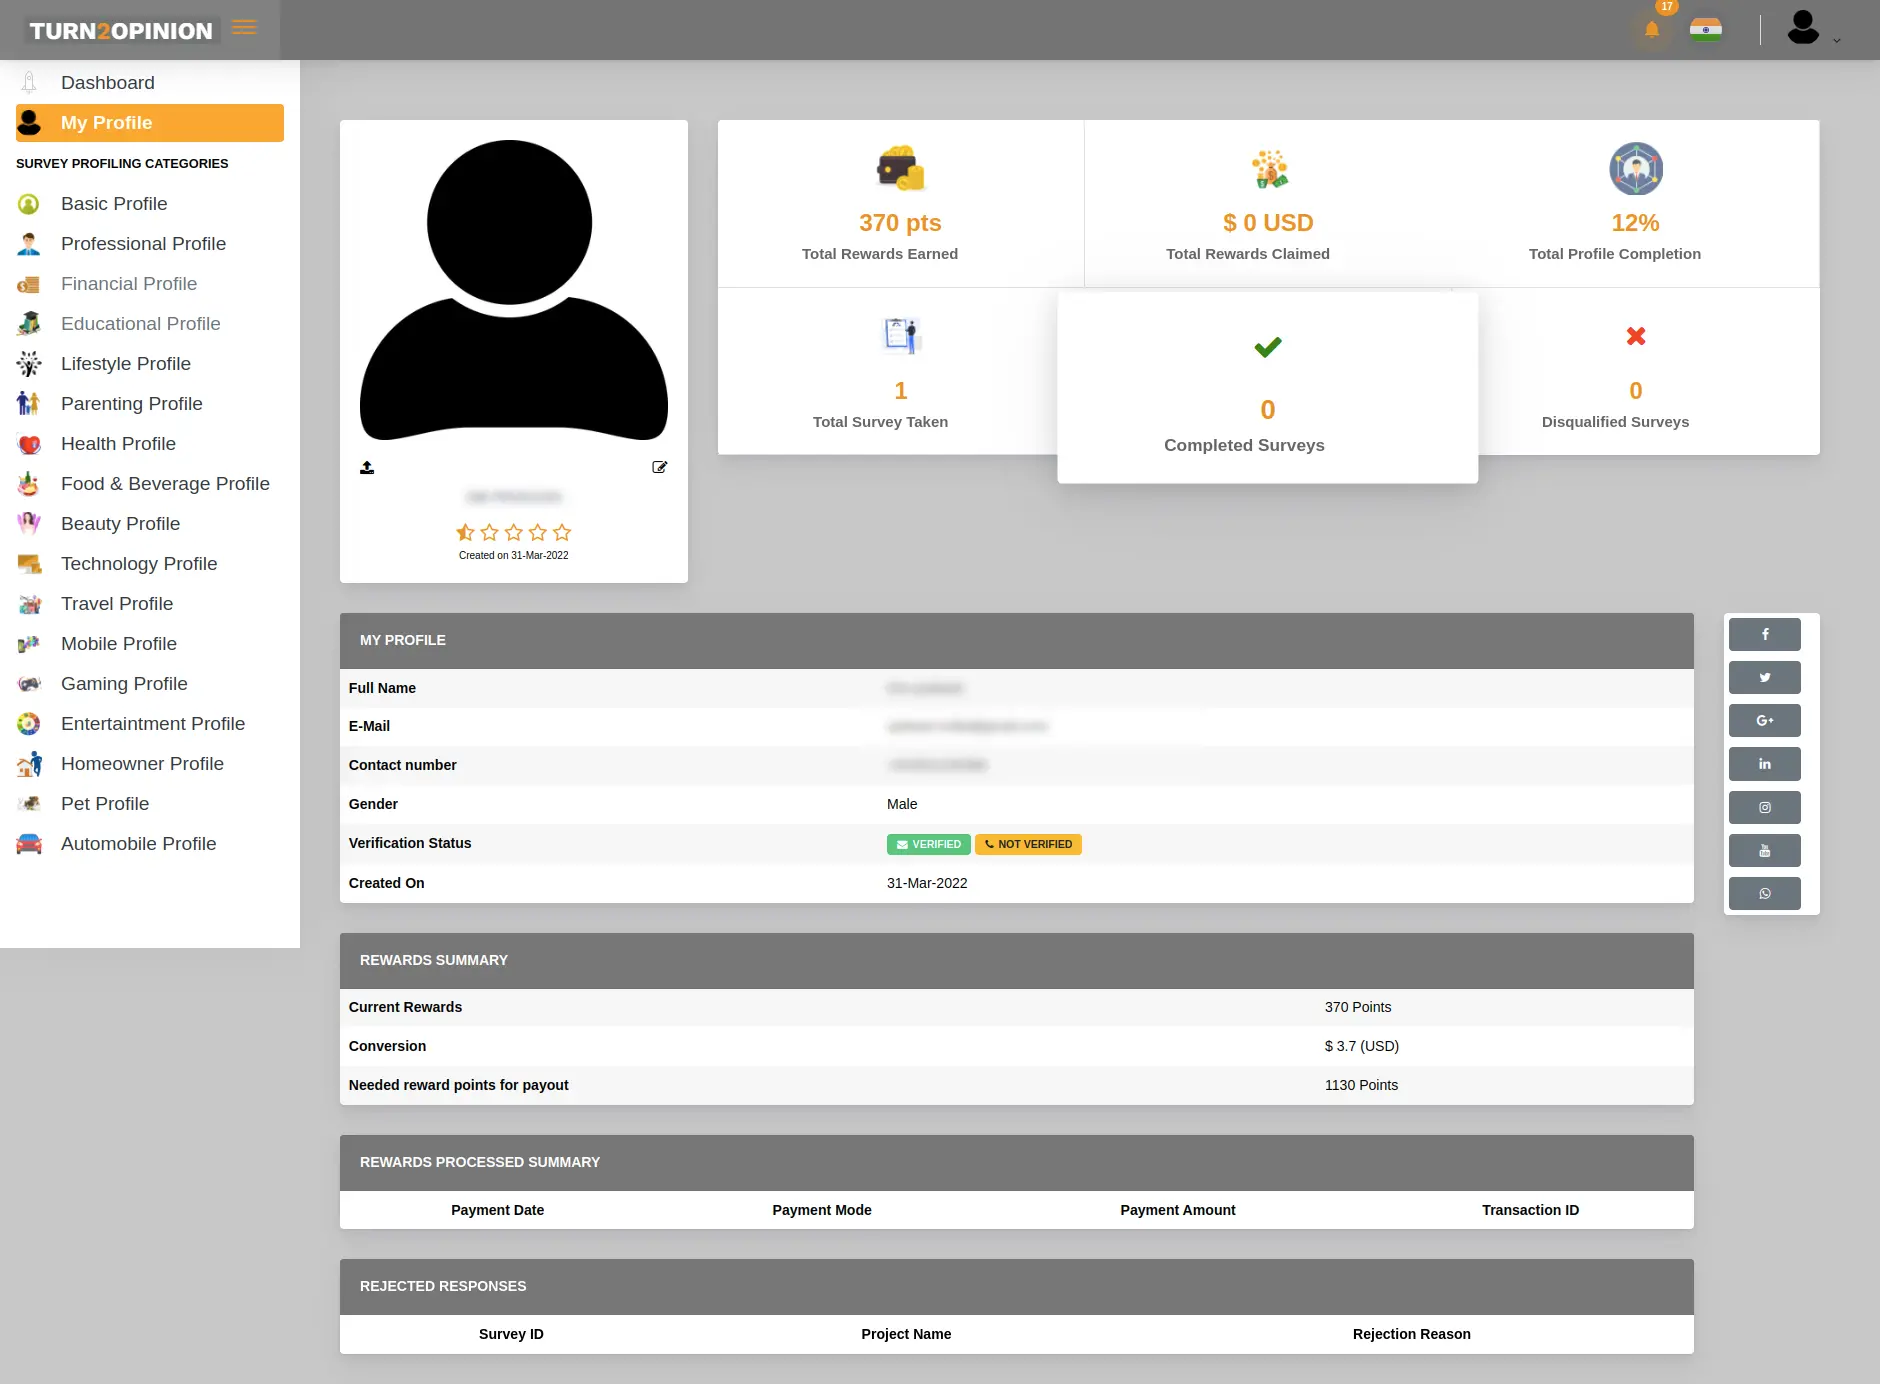 TURN2OPINION
17
Dashboard
My Profile
SURVEY PROFILING CATEGORIES
Basic Profile
Professional Profile
Financial Profile
Educational Profile
Lifestyle Profile
Parenting Profile
Health Profile
Food & Beverage Profile
Beauty Profile
Technology Profile
Travel Profile
Mobile Profile
Gaming Profile
Entertaintment Profile
Homeowner Profile
Pet Profile
Automobile Profile
Created on 31-Mar-2022
370 pts
Total Rewards Earned
$ 0 USD
Total Rewards Claimed
12%
Total Profile Completion
1
Total Survey Taken
0
Completed Surveys
0
Disqualified Surveys
MY PROFILE
Full Name
E-Mail
Contact number
Gender Male
Verification Status VERIFIED NOT VERIFIED
Created On 31-Mar-2022
REWARDS SUMMARY
Current Rewards 370 Points
Conversion $ 3.7 (USD)
Needed reward points for payout 1130 Points
REWARDS PROCESSED SUMMARY
Payment Date Payment Mode Payment Amount Transaction ID
REJECTED RESPONSES
Survey ID Project Name Rejection Reason